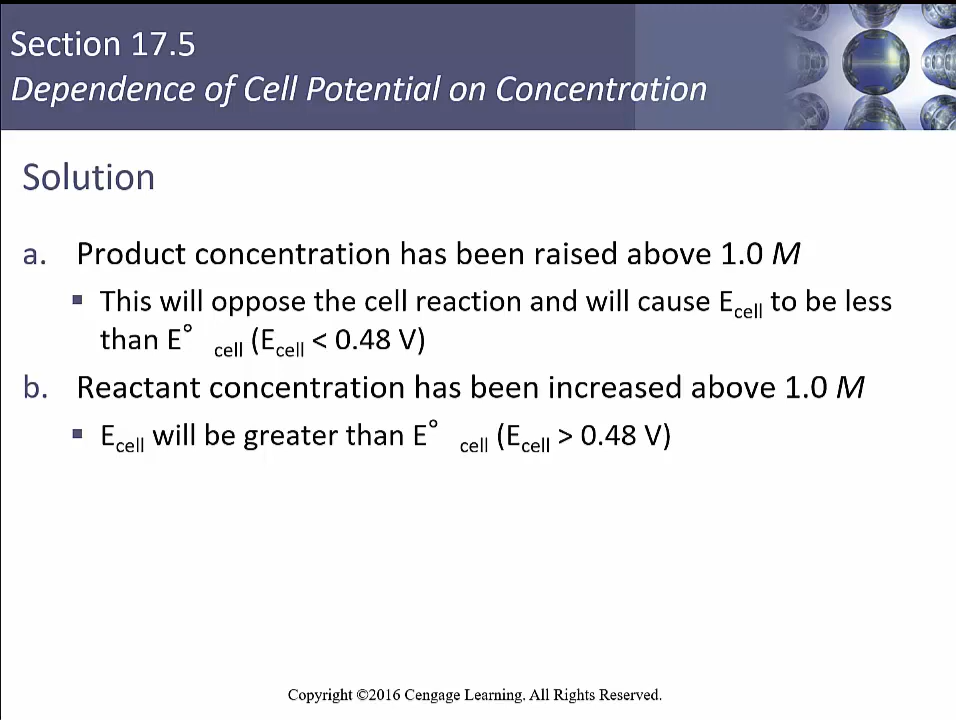 Section 17.5
Dependence of Cell Potential on Concentration
Solution
a. Product concentration has been raised above 1.0 M
▪ This will oppose the cell reaction and will cause Ecell to be less
than E° cell (Ecell < 0.48 V)
b. Reactant concentration has been increased above 1.0 M
▪ Ecell will be greater than E° cell (Ecell > 0.48 V)
Copyright ©2016 Cengage Learning. All Rights Reserved.